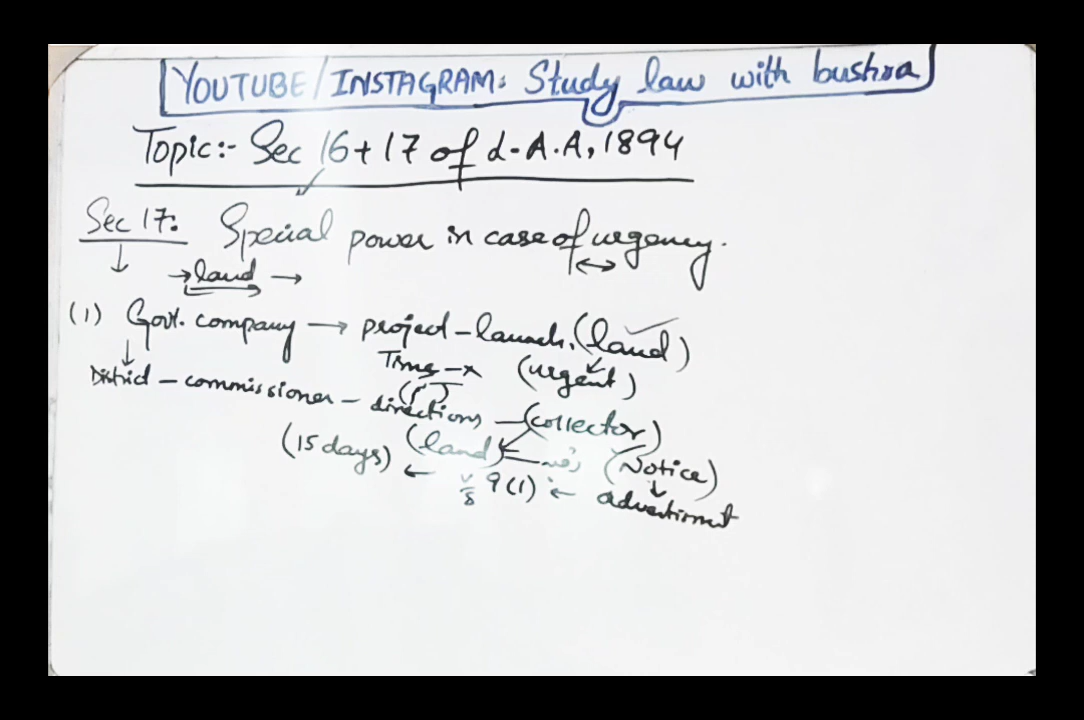 YOUTUBE/INSTAGRAM: Study law with bushra
Topic:- Sec 16+17 of L.A.A, 1894
Sec 17: Special power in case of urgency.
land
(1) Govt. company → project-launch. (land)
Time-x (urgent)
District - commissioner - directions - (collector)
(15 days) ← (land) (Notice)
u/s 9(1) ← advertisment